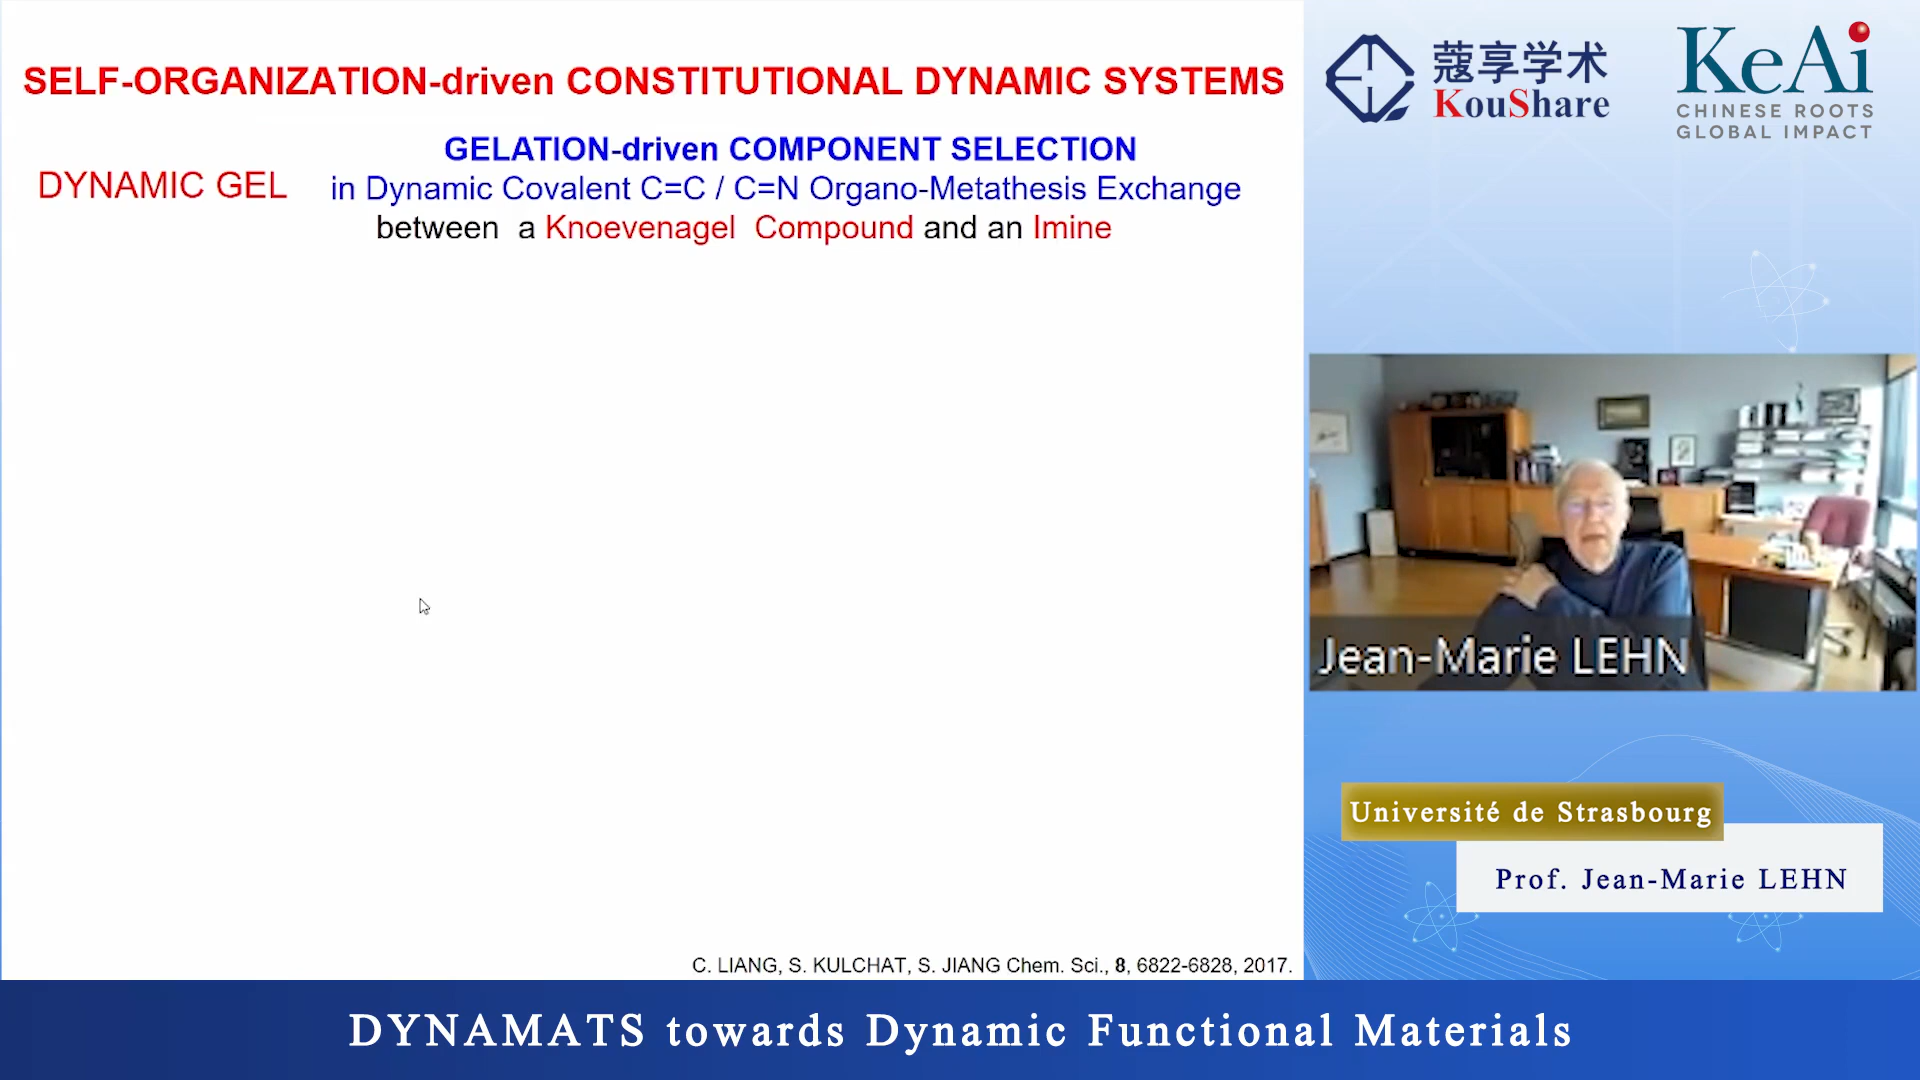 SELF-ORGANIZATION-driven CONSTITUTIONAL DYNAMIC SYSTEMS
GELATION-driven COMPONENT SELECTION
DYNAMIC GEL
in Dynamic Covalent C=C / C=N Organo-Metathesis Exchange
between a Knoevenagel Compound and an Imine
C. LIANG, S. KULCHAT, S. JIANG Chem. Sci., 8, 6822-6828, 2017.
蔻享学术
KouShare
KeAi
CHINESE ROOTS
GLOBAL IMPACT
Jean-Marie LEHN
Université de Strasbourg
Prof. Jean-Marie LEHN
DYNAMATS towards Dynamic Functional Materials